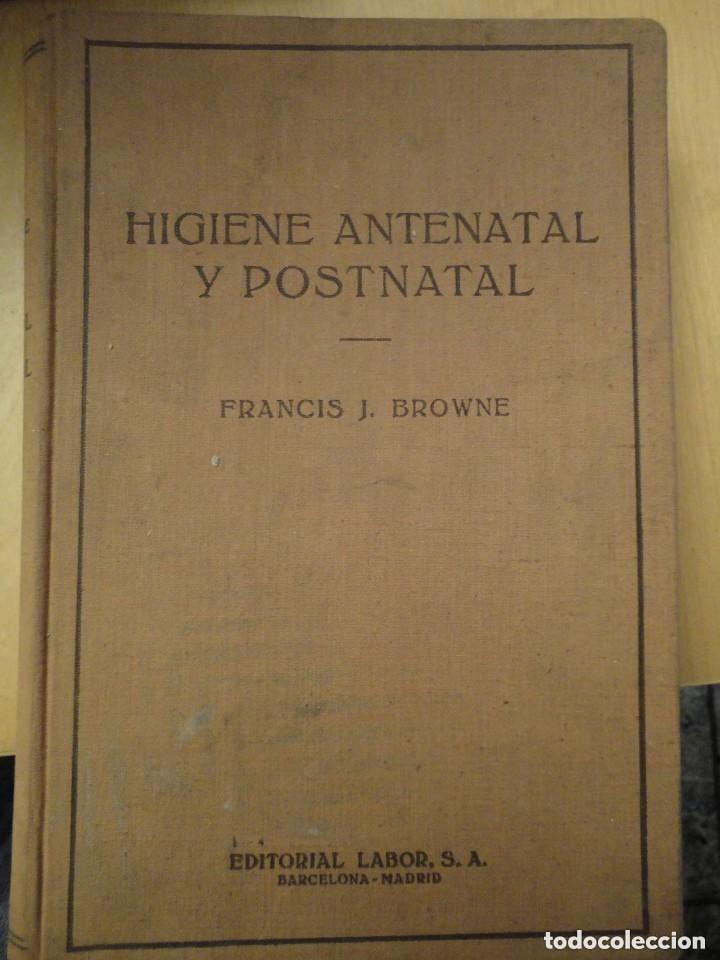 HIGIENE ANTENATAL
Y POSTNATAL
FRANCIS J. BROWNE
EDITORIAL LABOR, S. A.
BARCELONA-MADRID
todocoleccion